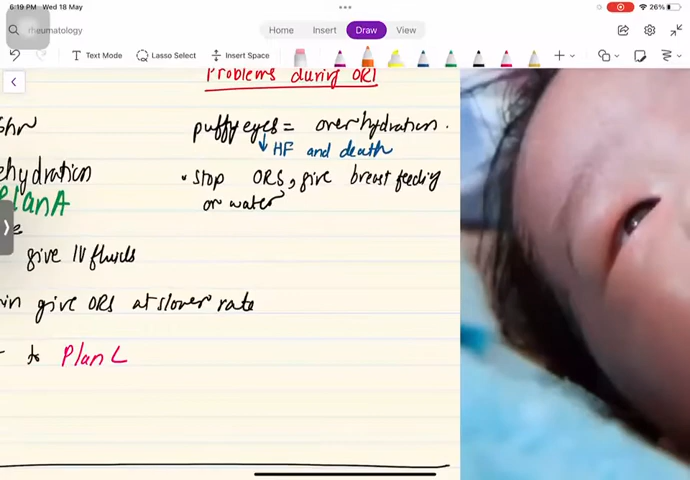 6:19 PM Wed 18 May
26%
rheumatology
Home Insert Draw View
Text Mode Lasso Select Insert Space
Problems during ORT
puffy eyes = overhydration.
↓ HF and death
• Stop ORS, give breast feeding
or water
ehydration
Plan A
give IV fluids
give ORS at slower rate
to Plan C